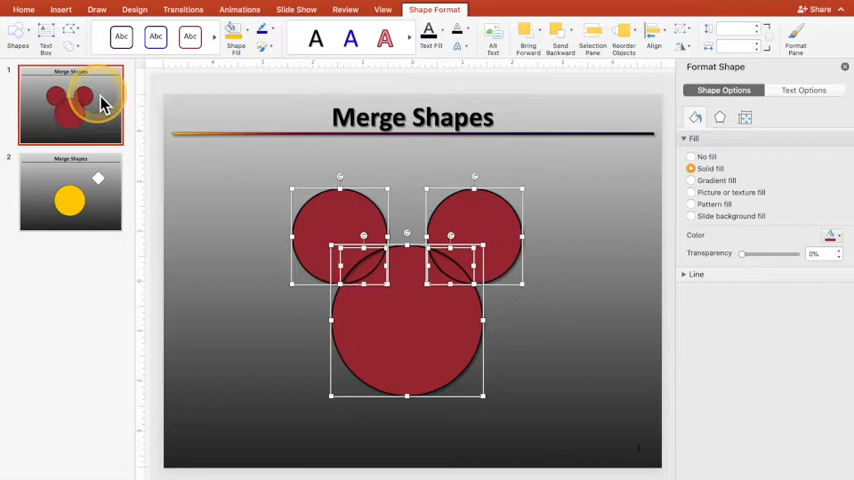 Home Insert Draw Design Transitions Animations Slide Show Review View Shape Format Share
Shapes
Text
Box
Abc Abc Abc
Shape
Fill
A A A
Text Fill
Alt
Text
Bring
Forward
Send
Backward
Selection
Pane
Reorder
Objects
Align
Format
Pane
1
Merge Shapes
2
Merge Shapes
Merge Shapes
1
Format Shape
Shape Options Text Options
Fill
No fill
Solid fill
Gradient fill
Picture or texture fill
Pattern fill
Slide background fill
Color
Transparency 0%
Line